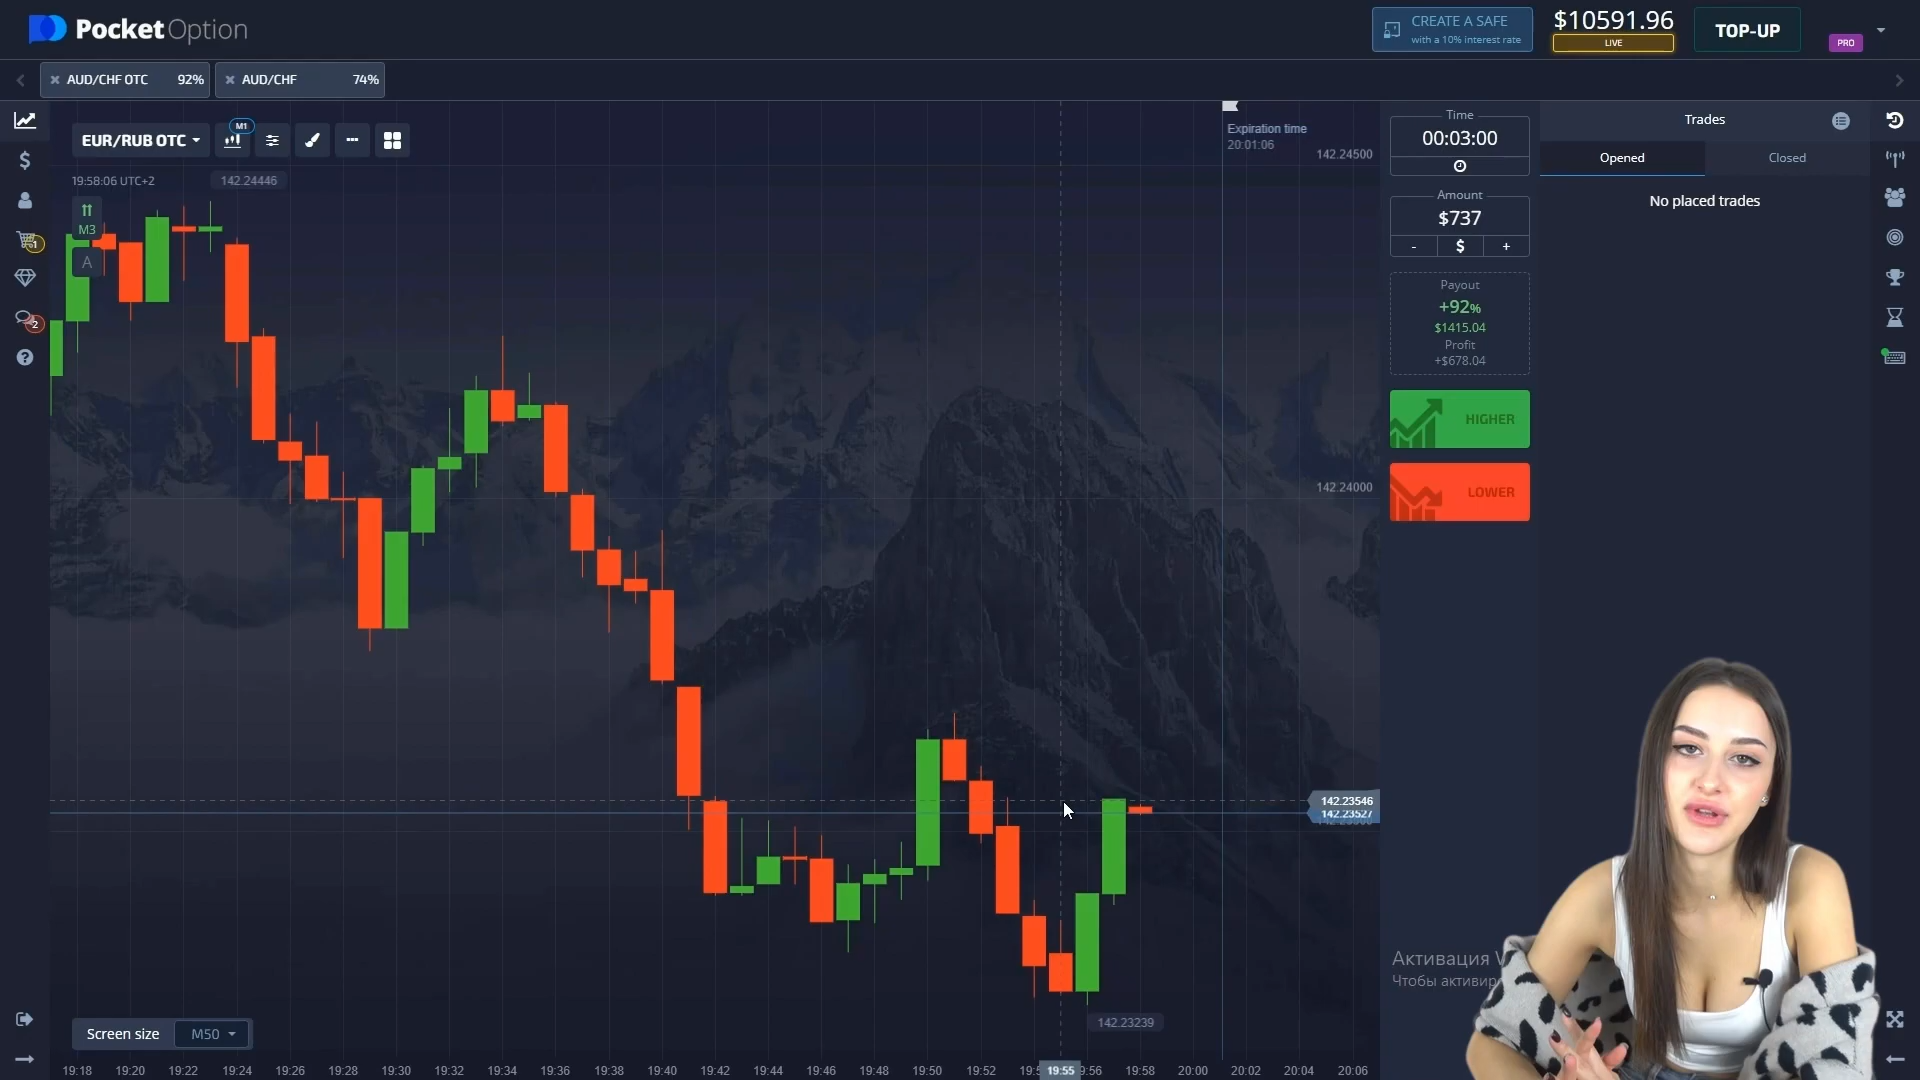 PocketOption
CREATE A SAFE
with a 10% interest rate
$10591.96
LIVE
TOP-UP
PRO
AUD/CHF OTC 92%
AUD/CHF 74%
EUR/RUB OTC
M1
19:58:06 UTC+2
142.24446
M3
A
1
2
Expiration time
20:01:06
142.24500
142.24000
142.23546
142.23527
142.23239
Time
00:03:00
Amount
$737
- $ +
Payout
+92%
$1415.04
Profit
+$678.04
HIGHER
LOWER
Trades
Opened
Closed
No placed trades
Активация
Чтобы
Screen size
M50
19:18 19:20 19:22 19:24 19:26 19:28 19:30 19:32 19:34 19:36 19:38 19:40 19:42 19:44 19:46 19:48 19:50 19:52 19:55 19:58 20:00 20:02 20:04 20:06